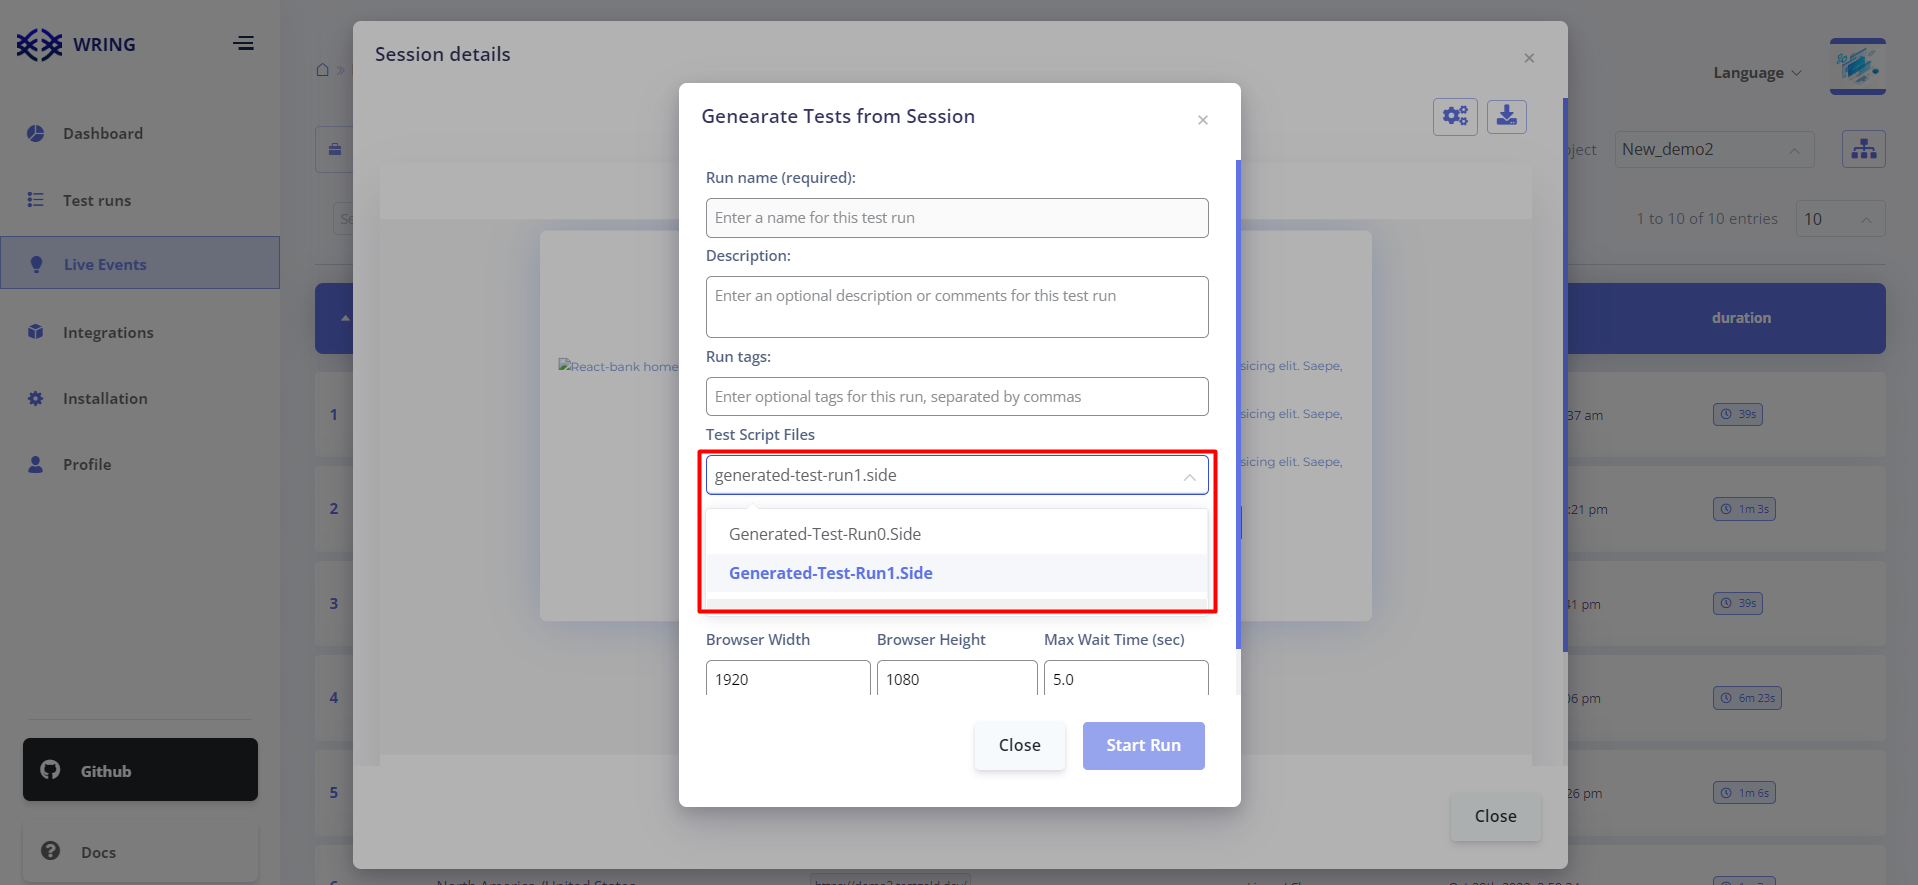 WRING
Dashboard
Test runs
Live Events
Integrations
Installation
Profile
Github
Docs
Session details
×
Language
ject
New_demo2
1 to 10 of 10 entries
10
Se
duration
React-bank home
sicing elit. Saepe,
sicing elit. Saepe,
sicing elit. Saepe,
1
37 am
39s
2
:21 pm
1m 3s
3
41 pm
39s
4
06 pm
6m 23s
5
26 pm
1m 6s
Genearate Tests from Session
×
Run name (required):
Enter a name for this test run
Description:
Enter an optional description or comments for this test run
Run tags:
Enter optional tags for this run, separated by commas
Test Script Files
generated-test-run1.side
Generated-Test-Run0.Side
Generated-Test-Run1.Side
Browser Width
Browser Height
Max Wait Time (sec)
1920
1080
5.0
Close
Start Run
Close